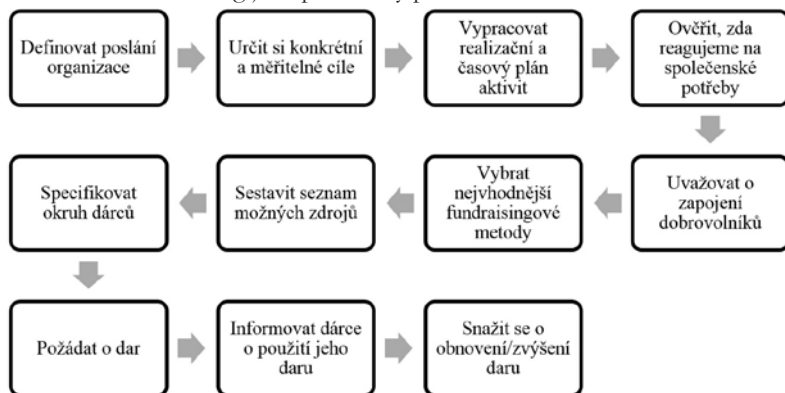 Definovat poslání
organizace
Určit si konkrétní
a měřitelné cíle
Vypracovat
realizační a
časový plán
aktivit
Ověřit, zda
reagujeme na
společenské
potřeby
Uvažovat o
zapojení
dobrovolníků
Vybrat
nejvhodnější
fundraisingové
metody
Sestavit seznam
možných zdrojů
Specifikovat
okruh dárců
Požádat o dar
Informovat dárce
o použití jeho
daru
Snažit se o
obnovení/zvýšení
daru